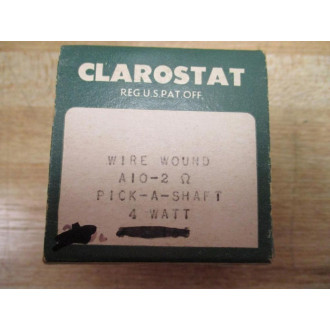 CLAROSTAT
REG U.S. PAT OFF.
WIRE WOUND
A10-2 Ω
PICK-A-SHAFT
4 WATT